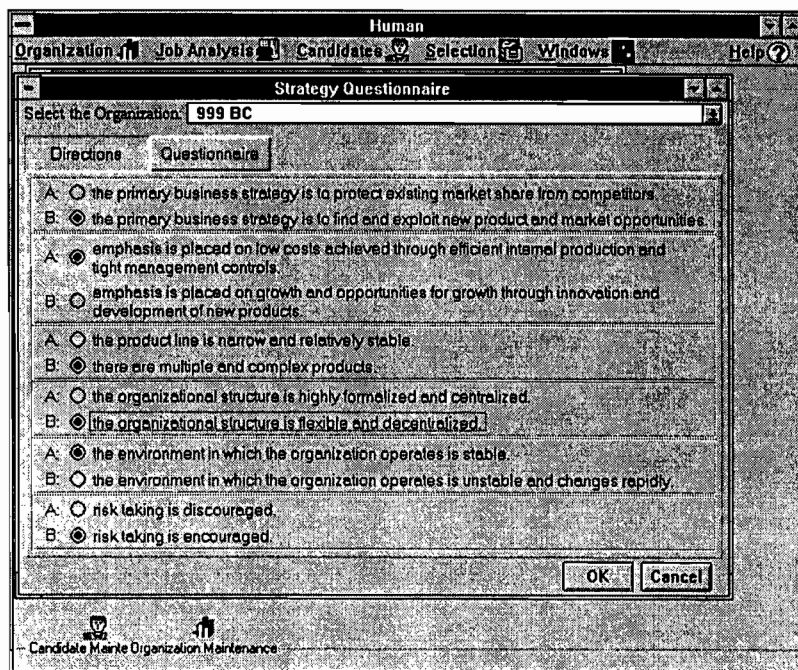 Human
Organization Job Analysis Candidates Selection Windows Help
Strategy Questionnaire
Select the Organization: 999 BC
Directions Questionnaire
A: the primary business strategy is to protect existing market share from competitors.
B: the primary business strategy is to find and exploit new product and market opportunities.
A: emphasis is placed on low costs achieved through efficient internal production and
tight management controls.
B: emphasis is placed on growth and opportunities for growth through innovation and
development of new products.
A: the product line is narrow and relatively stable.
B: there are multiple and complex products.
A: the organizational structure is highly formalized and centralized.
B: the organizational structure is flexible and decentralized.
A: the environment in which the organization operates is stable.
B: the environment in which the organization operates is unstable and changes rapidly.
A: risk taking is discouraged.
B: risk taking is encouraged.
OK Cancel
Candidate Mainte Organization Maintenance